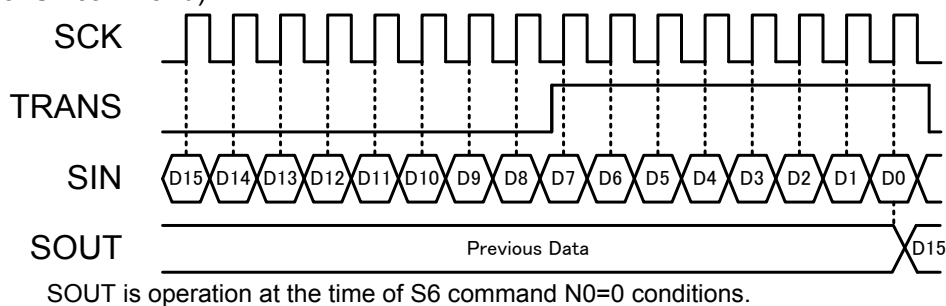 SCK
TRANS
SIN D15 D14 D13 D12 D11 D10 D9 D8 D7 D6 D5 D4 D3 D2 D1 D0
SOUT Previous Data D15
SOUT is operation at the time of S6 command N0=0 conditions.